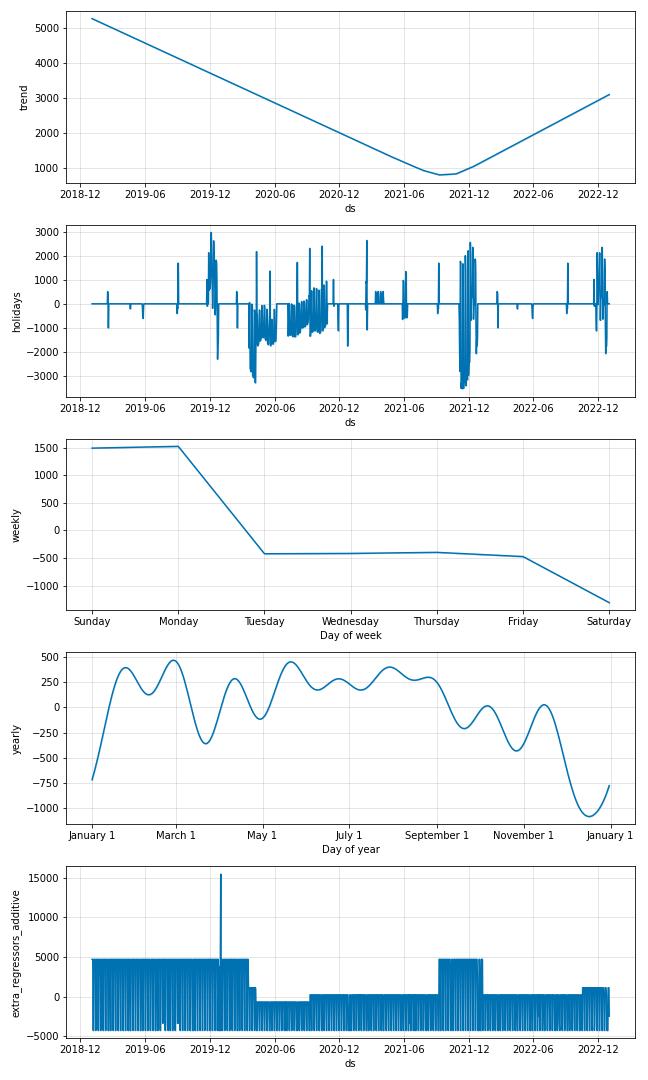 5000
4000
3000
2000
1000
trend
2018-12 2019-06 2019-12 2020-06 2020-12 2021-06 2021-12 2022-06 2022-12
ds
3000
2000
1000
0
−1000
−2000
−3000
holidays
2018-12 2019-06 2019-12 2020-06 2020-12 2021-06 2021-12 2022-06 2022-12
ds
1500
1000
500
0
−500
−1000
weekly
Sunday Monday Tuesday Wednesday Thursday Friday Saturday
Day of week
500
250
0
−250
−500
−750
−1000
yearly
January 1 March 1 May 1 July 1 September 1 November 1 January 1
Day of year
15000
10000
5000
0
−5000
extra_regressors_additive
2018-12 2019-06 2019-12 2020-06 2020-12 2021-06 2021-12 2022-06 2022-12
ds